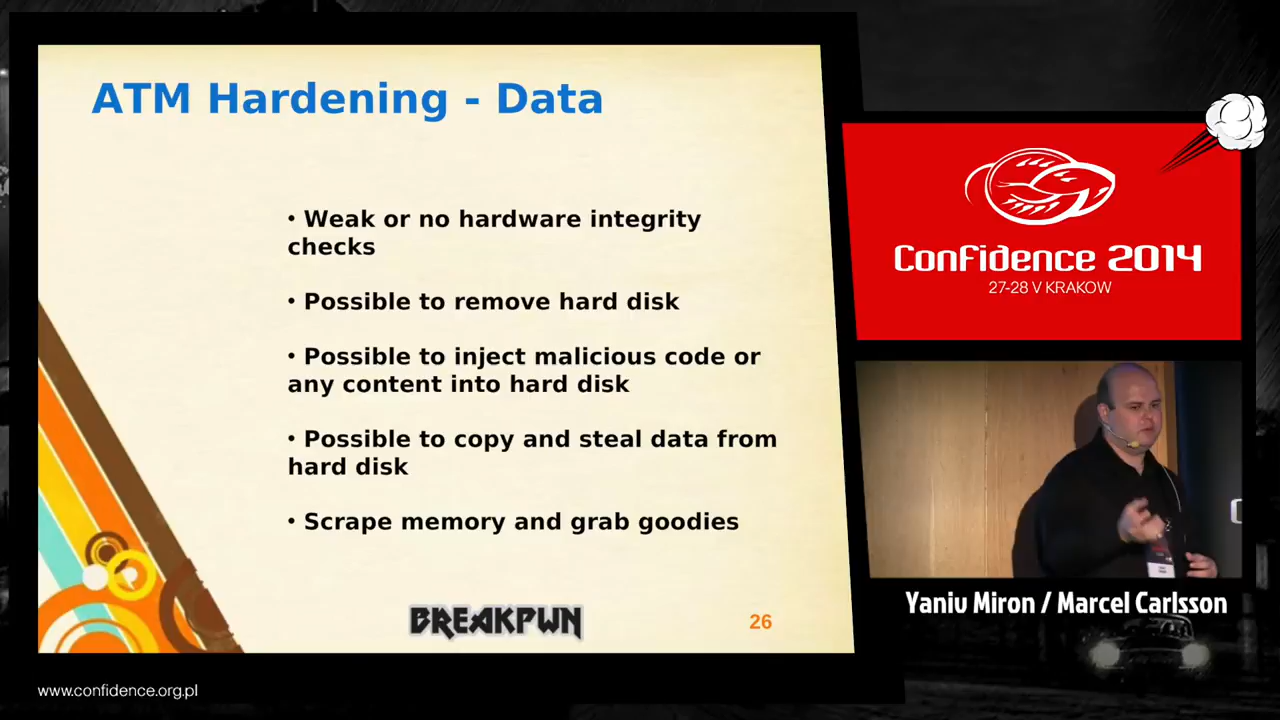 ATM Hardening - Data
• Weak or no hardware integrity
checks
• Possible to remove hard disk
• Possible to inject malicious code or
any content into hard disk
• Possible to copy and steal data from
hard disk
• Scrape memory and grab goodies
BREAKPWN
26
ConFidence 2014
27-28 V KRAKOW
Yaniv Miron / Marcel Carlsson
www.confidence.org.pl